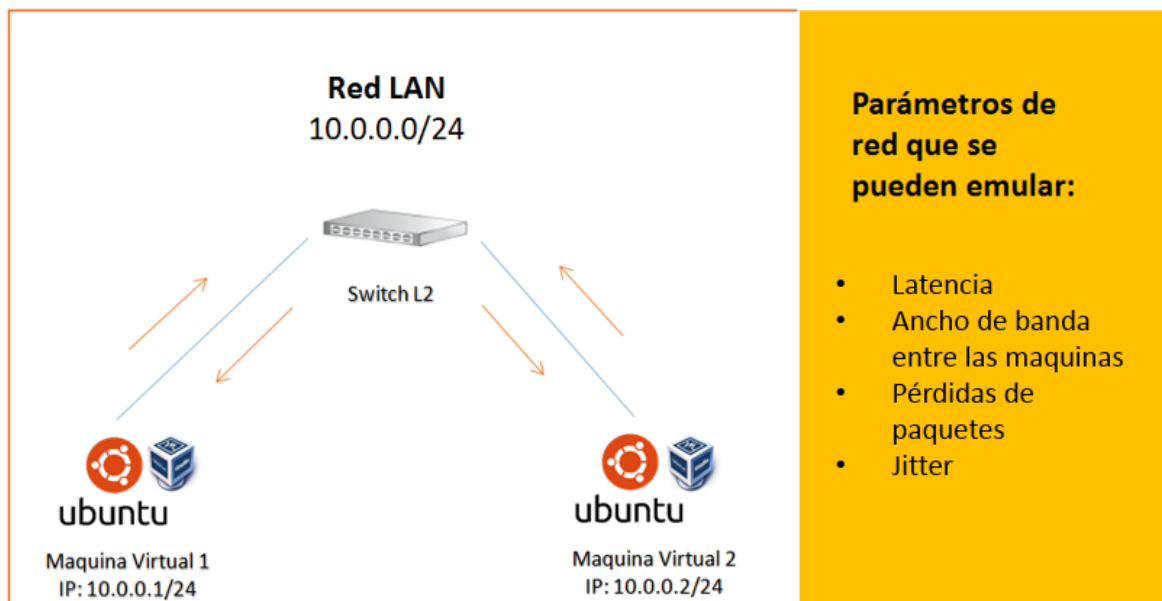 Red LAN
10.0.0.0/24
Switch L2
ubuntu
Maquina Virtual 1
IP: 10.0.0.1/24
ubuntu
Maquina Virtual 2
IP: 10.0.0.2/24
Parámetros de
red que se
pueden emular:
• Latencia
• Ancho de banda
entre las maquinas
• Pérdidas de
paquetes
• Jitter